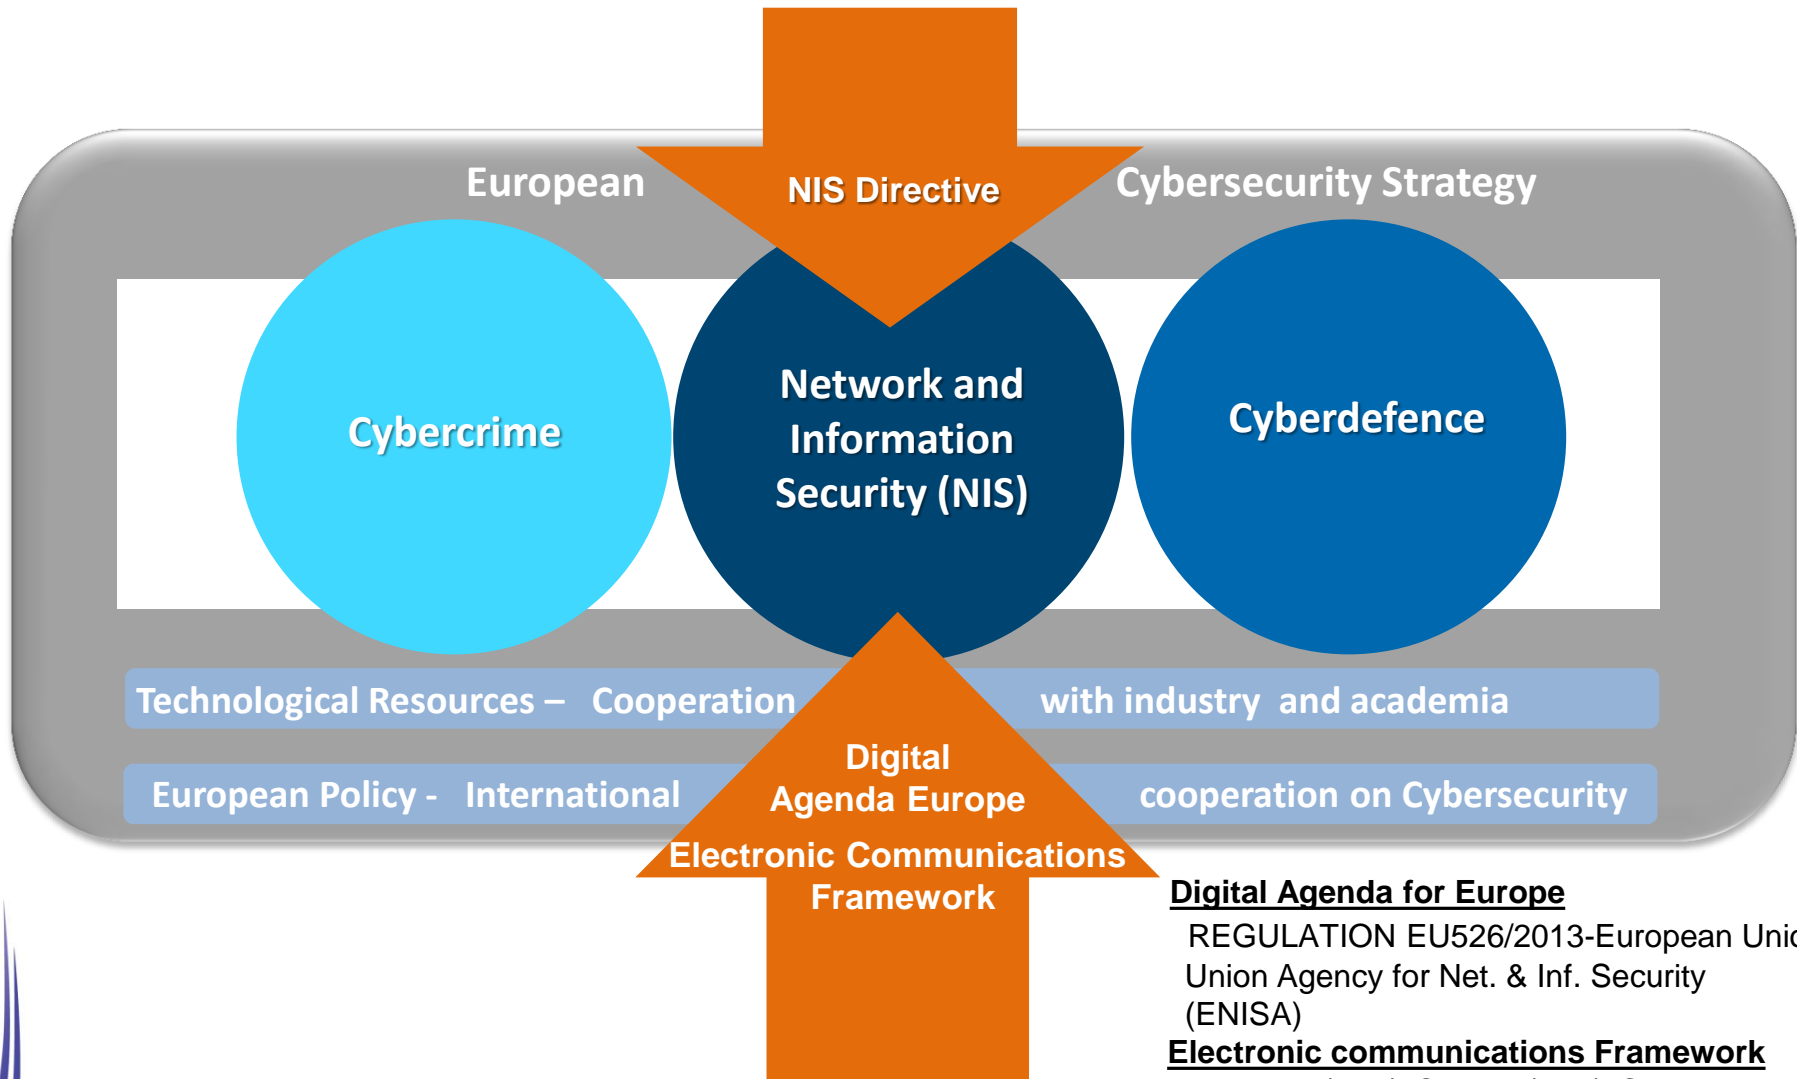 European
NIS Directive
Cybersecurity Strategy
Cybercrime
Network and
Information
Security (NIS)
Cyberdefence
Technological Resources – Cooperation with industry and academia
European Policy - International cooperation on Cybersecurity
Digital
Agenda Europe
Electronic Communications
Framework
Digital Agenda for Europe
REGULATION EU526/2013-European
Union Agency for Net. & Inf. Security
(ENISA)
Electronic communications Framework